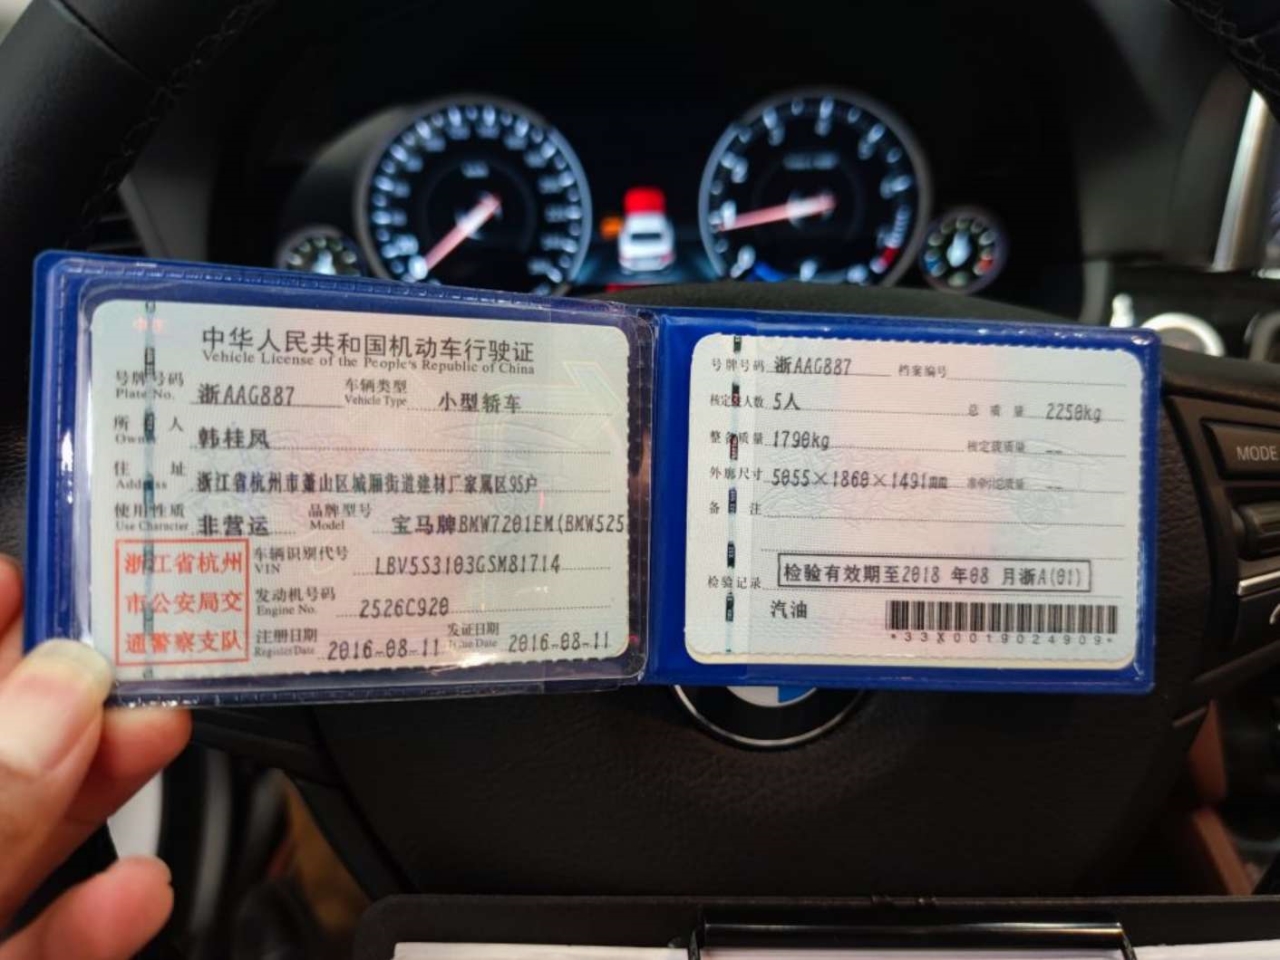 中华人民共和国机动车行驶证
Vehicle License of the People's Republic of China
号牌号码 浙AAG887 车辆类型 小型轿车
Plate No. Vehicle Type
所有人 韩桂凤
Owner
住址 浙江省杭州市萧山区城厢街道建材厂家属区95户
Address
使用性质 非营运 品牌型号 宝马牌BMW7201EM(BMW525
Use Character Model
浙江省杭州
市公安局交
通警察支队
车辆识别代号 LBV5S3103GSM81714
VIN
发动机号码 2526C920
Engine No.
注册日期 2016-08-11 发证日期 2016-08-11
Register Date Issue Date
号牌号码 浙AAG887 档案编号
核定载人数 5人 总质量 2250kg
整备质量 1790kg 核定载质量 --
外廓尺寸 5055×1860×1491mm 准牵引总质量 --
备注
检验记录 检验有效期至2018 年08 月浙A(01)
汽油
*33X0019024909*
MODE